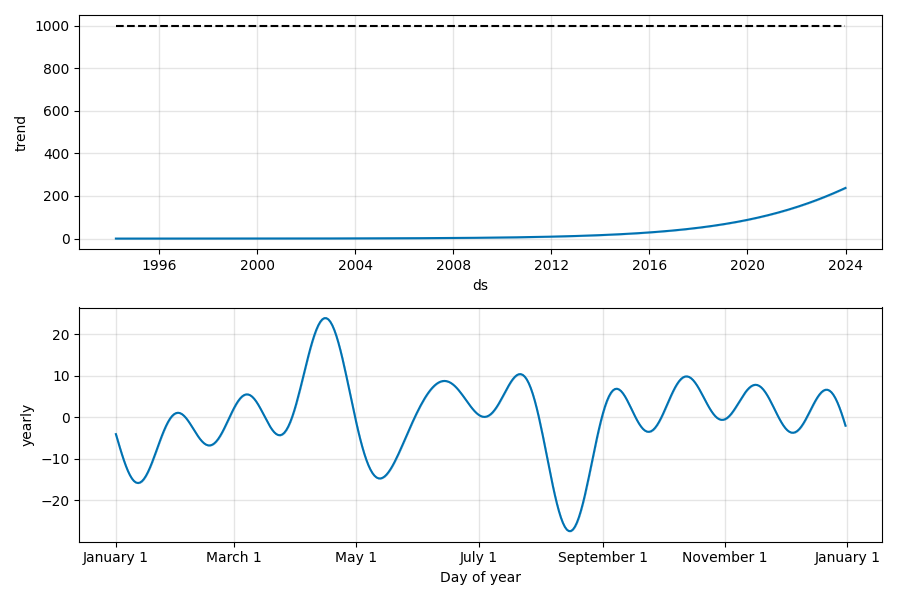 1000
800
600
400
200
0
trend
1996 2000 2004 2008 2012 2016 2020 2024
ds
20
10
0
−10
−20
yearly
January 1 March 1 May 1 July 1 September 1 November 1 January 1
Day of year